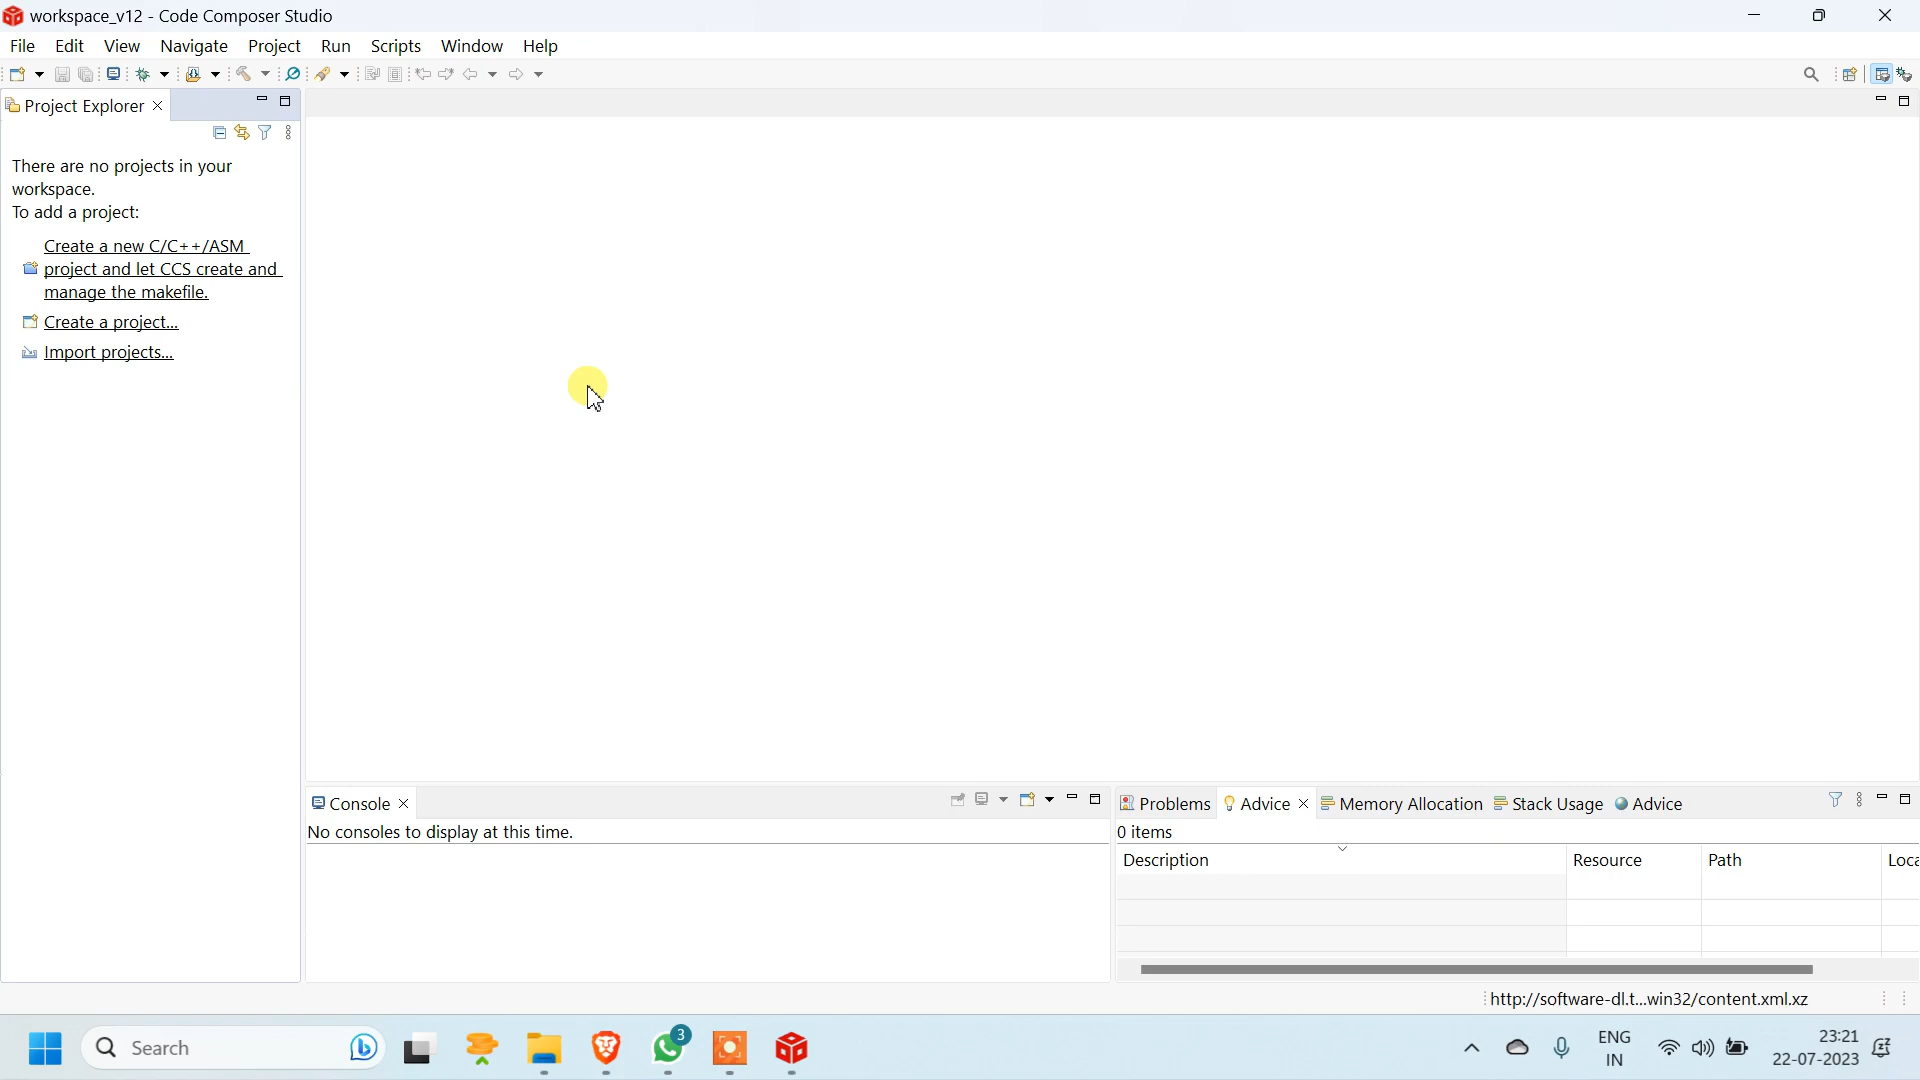 workspace_v12 - Code Composer Studio
File Edit View Navigate Project Run Scripts Window Help
Project Explorer
There are no projects in your
workspace.
To add a project:
Create a new C/C++/ASM
project and let CCS create and
manage the makefile.
Create a project...
Import projects...
Console
No consoles to display at this time.
Problems Advice Memory Allocation Stack Usage Advice
0 items
Description Resource Path Loca
http://software-dl.t...win32/content.xml.xz
Search
3
ENG
IN
23:21
22-07-2023